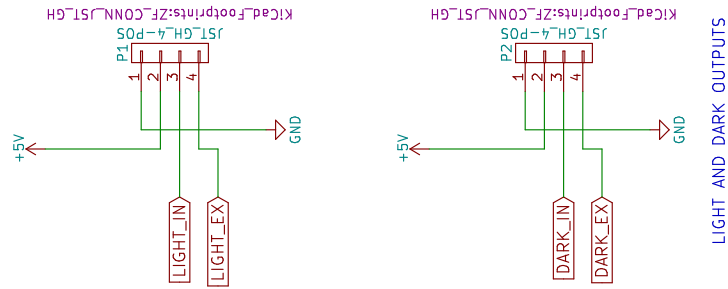 KiCad_Footprints:ZF_CONN_JST_GH
JST_GH_4-POS
P1
1
2
3
4
+5V
GND
LIGHT_IN
LIGHT_EX
KiCad_Footprints:ZF_CONN_JST_GH
JST_GH_4-POS
P2
1
2
3
4
+5V
GND
DARK_IN
DARK_EX
LIGHT AND DARK OUTPUTS